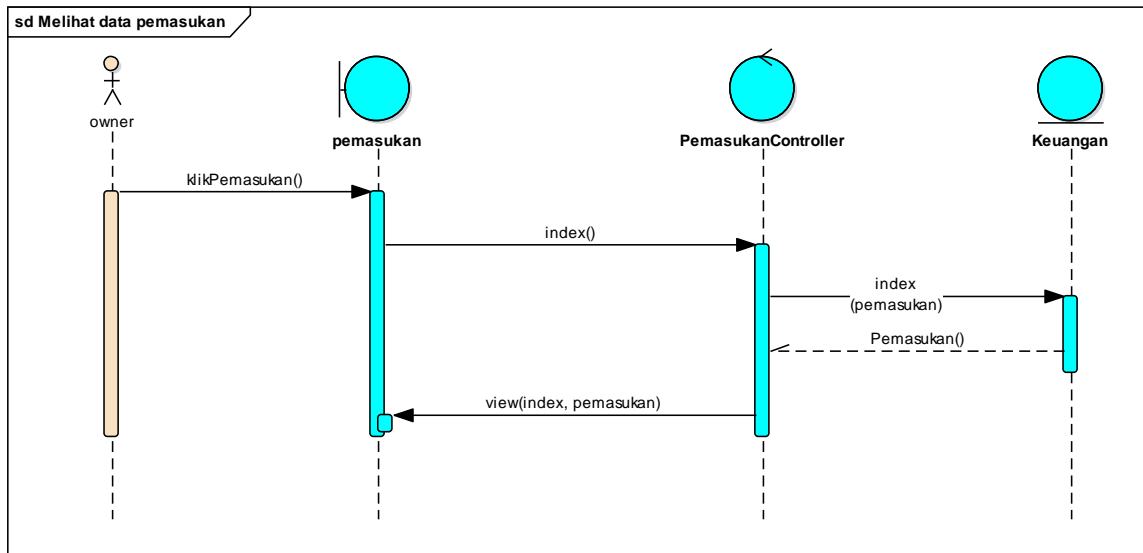 sd Melihat data pemasukan
owner
pemasukan
PemasukanController
Keuangan
klikPemasukan()
index()
index
(pemasukan)
Pemasukan()
view(index, pemasukan)